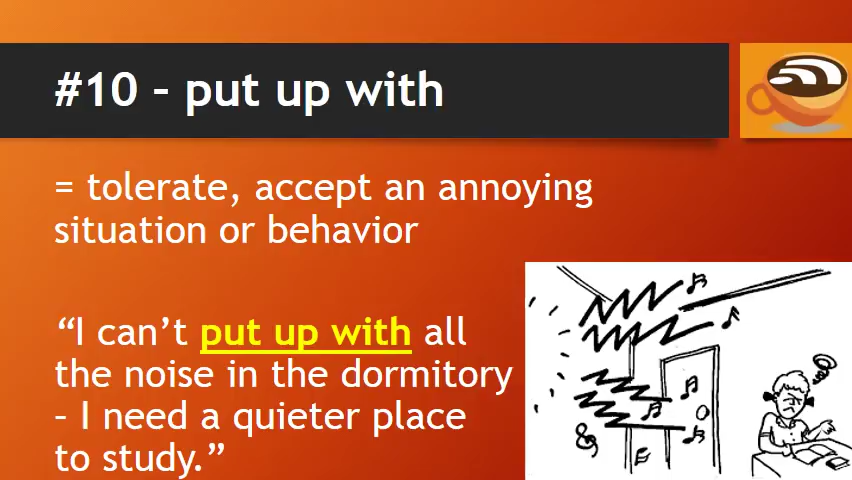 #10 – put up with
= tolerate, accept an annoying
situation or behavior
“I can’t put up with all
the noise in the dormitory
– I need a quieter place
to study.”